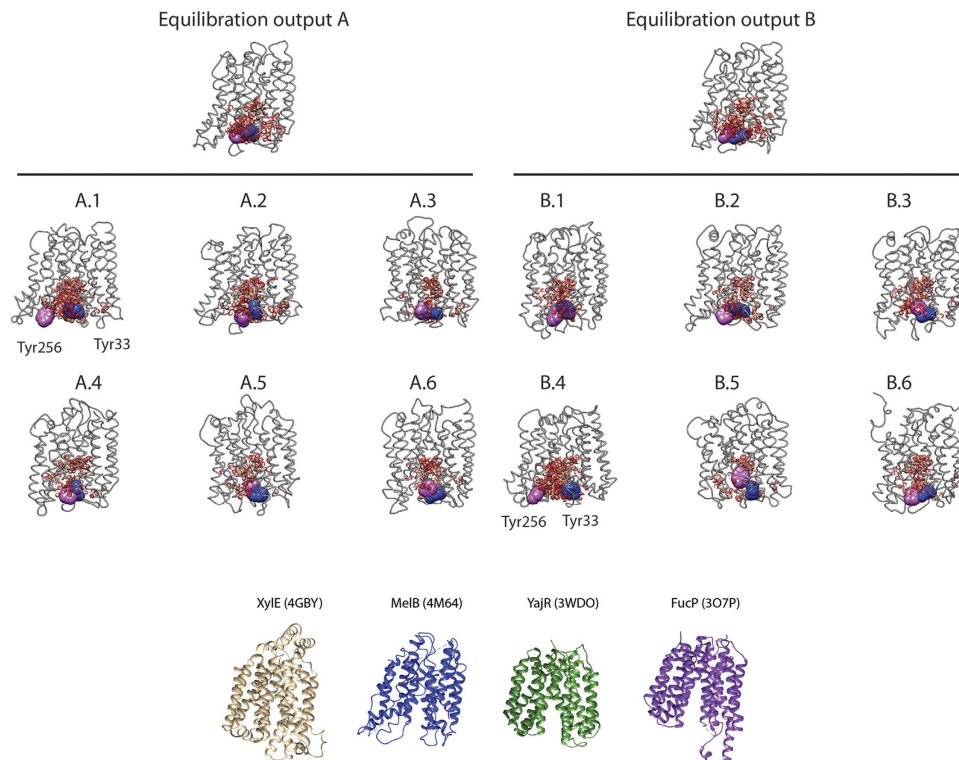 Equilibration output A
Equilibration output B
A.1
A.2
A.3
B.1
B.2
B.3
Tyr256
Tyr33
A.4
A.5
A.6
B.4
B.5
B.6
Tyr256
Tyr33
XylE (4GBY)
MelB (4M64)
YajR (3WDO)
FucP (3O7P)